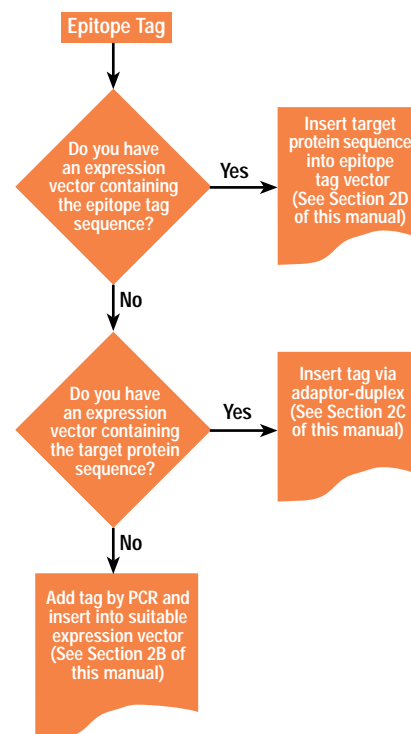 Epitope Tag
Do you have
an expression
vector containing
the epitope tag
sequence?
Yes
Insert target
protein sequence
into epitope
tag vector
(See Section 2D
of this manual)
No
Do you have
an expression
vector containing
the target protein
sequence?
Yes
Insert tag via
adaptor-duplex
(See Section 2C
of this manual)
No
Add tag by PCR and
insert into suitable
expression vector
(See Section 2B of
this manual)